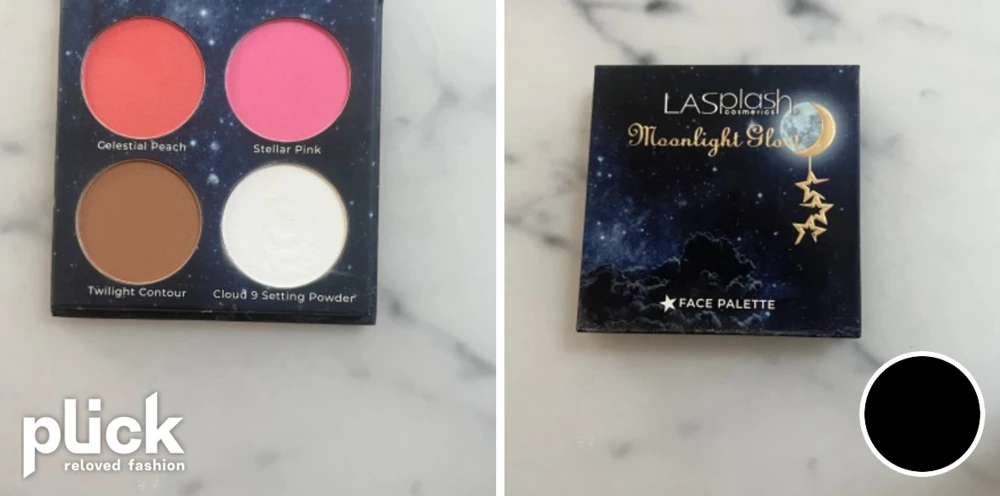 Celestial Peach
Stellar Pink
Twilight Contour
Cloud 9 Setting Powder
plick
reloved fashion
LASplash
cosmetics
Moonlight Glow
FACE PALETTE